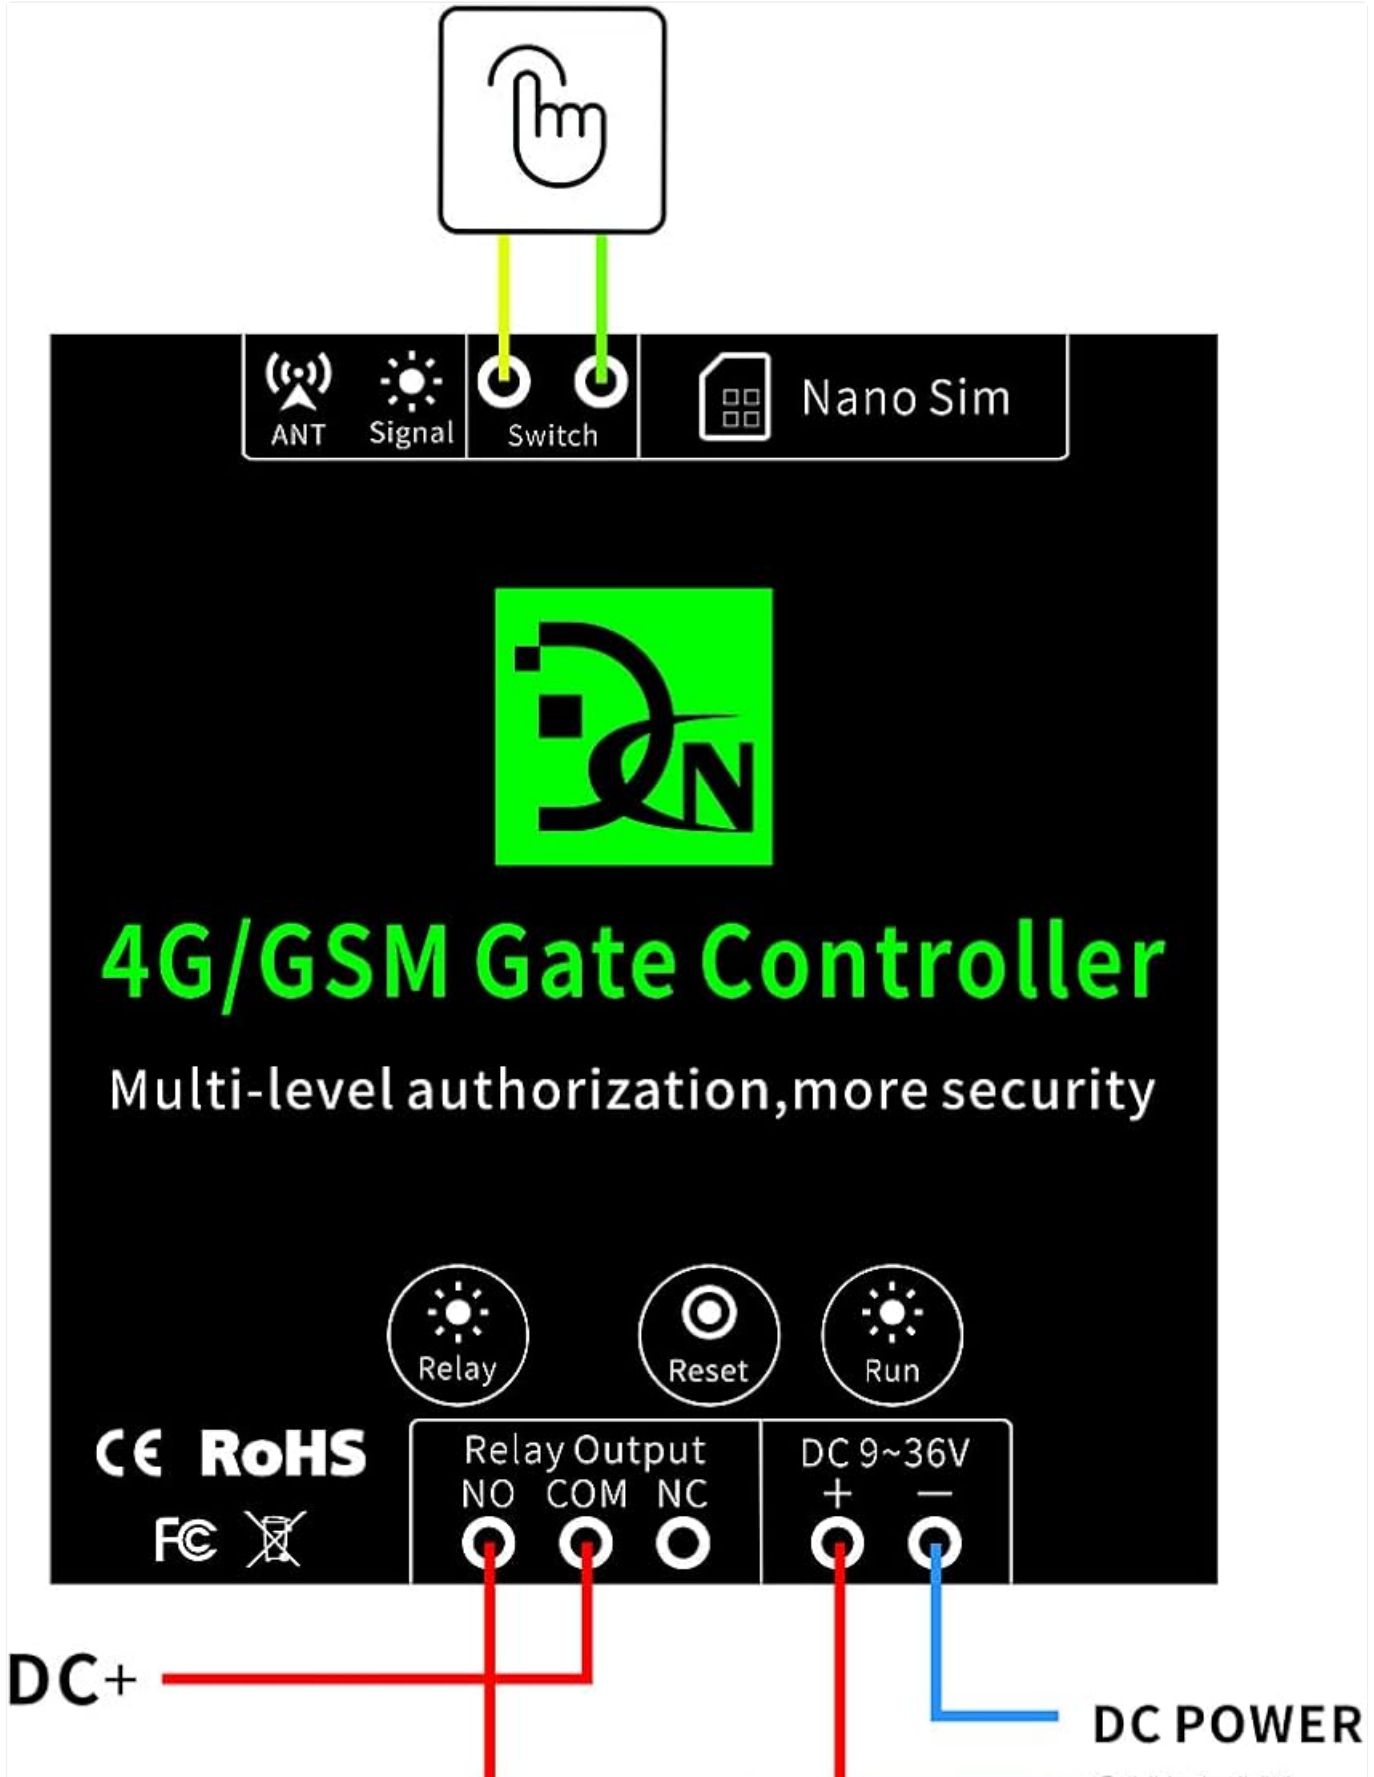 ANT
Signal
Switch
Nano Sim
DCN
4G/GSM Gate Controller
Multi-level authorization,more security
Relay
Reset
Run
CE RoHS
FC
Relay Output
NO COM NC
DC 9~36V
+ —
DC+
DC POWER